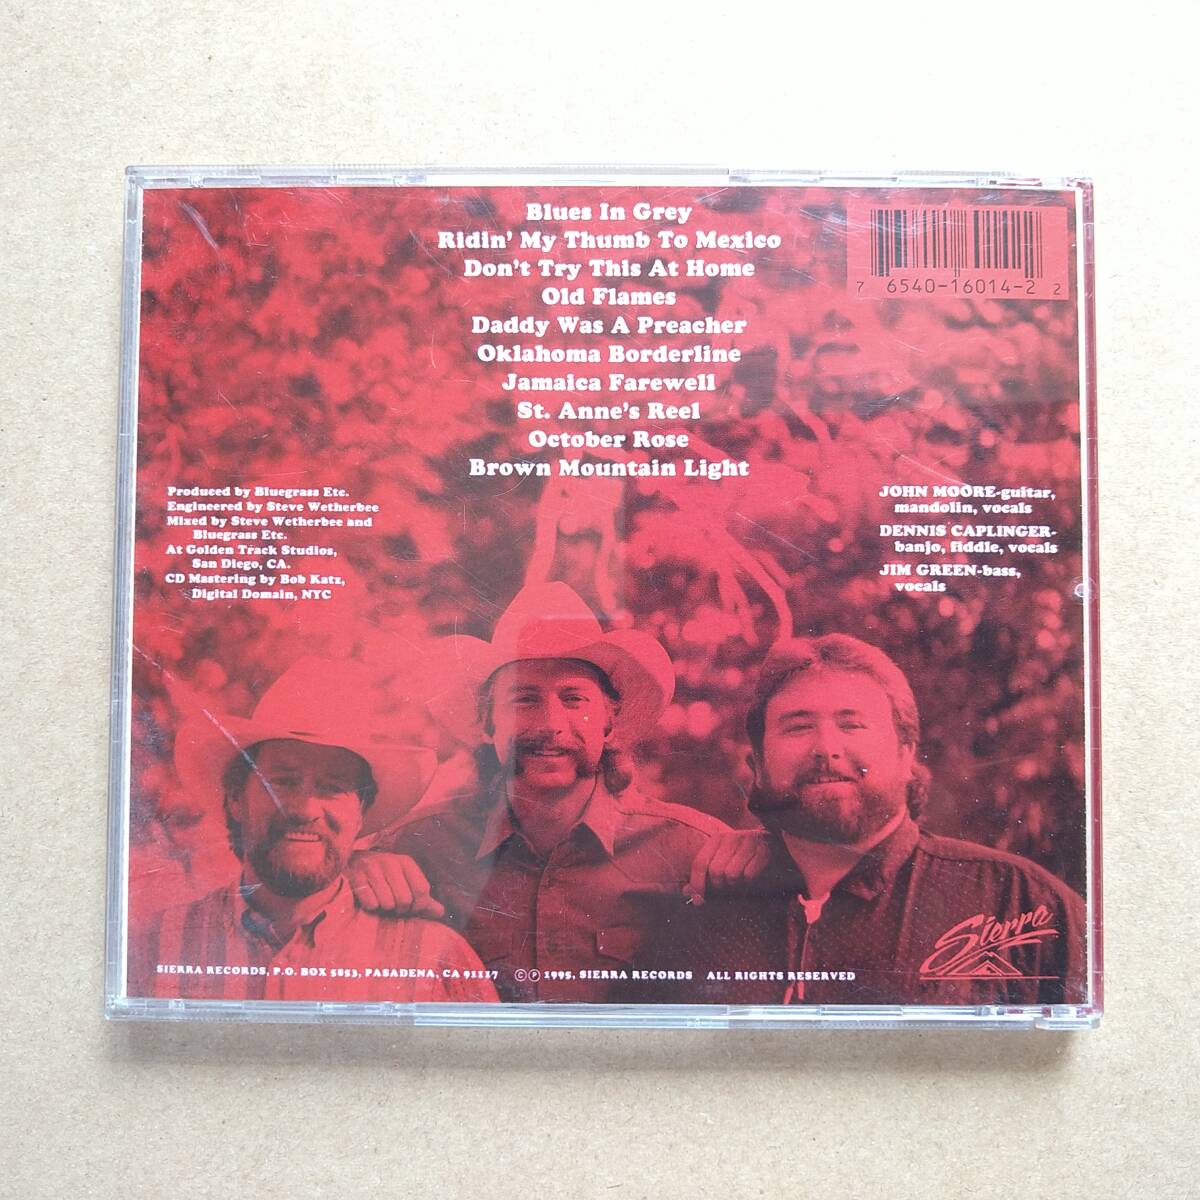 Blues In Grey
Ridin' My Thumb To Mexico
Don't Try This At Home
Old Flames
Daddy Was A Preacher
Oklahoma Borderline
Jamaica Farewell
St. Anne's Reel
October Rose
Brown Mountain Light
7 6540-16014-2 2
Produced by Bluegrass Etc.
Engineered by Steve Wetherbee
Mixed by Steve Wetherbee and
Bluegrass Etc.
At Golden Track Studios,
San Diego, CA.
CD Mastering by Bob Katz,
Digital Domain, NYC
JOHN MOORE-guitar,
mandolin, vocals
DENNIS CAPLINGER-
banjo, fiddle, vocals
JIM GREEN-bass,
vocals
Sierra
SIERRA RECORDS, P.O. BOX 5853, PASADENA, CA 91117 ©℗ 1995, SIERRA RECORDS ALL RIGHTS RESERVED